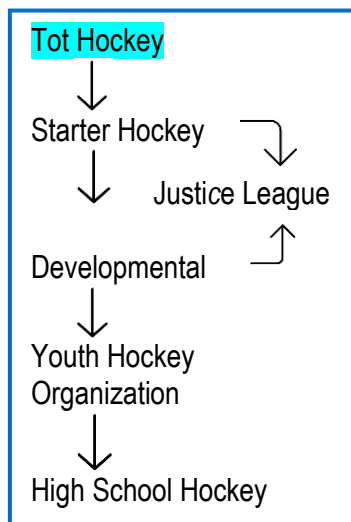 Tot Hockey
Starter Hockey
Justice League
Developmental
Youth Hockey
Organization
High School Hockey